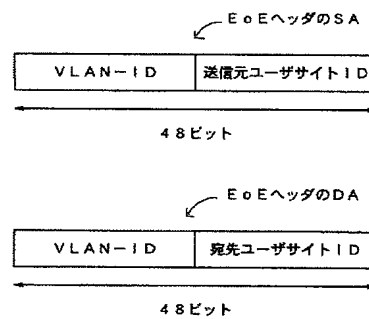 EoEヘッダのSA
VLAN-ID 送信元ユーザサイトID
48ビット
EoEヘッダのDA
VLAN-ID 宛先ユーザサイトID
48ビット